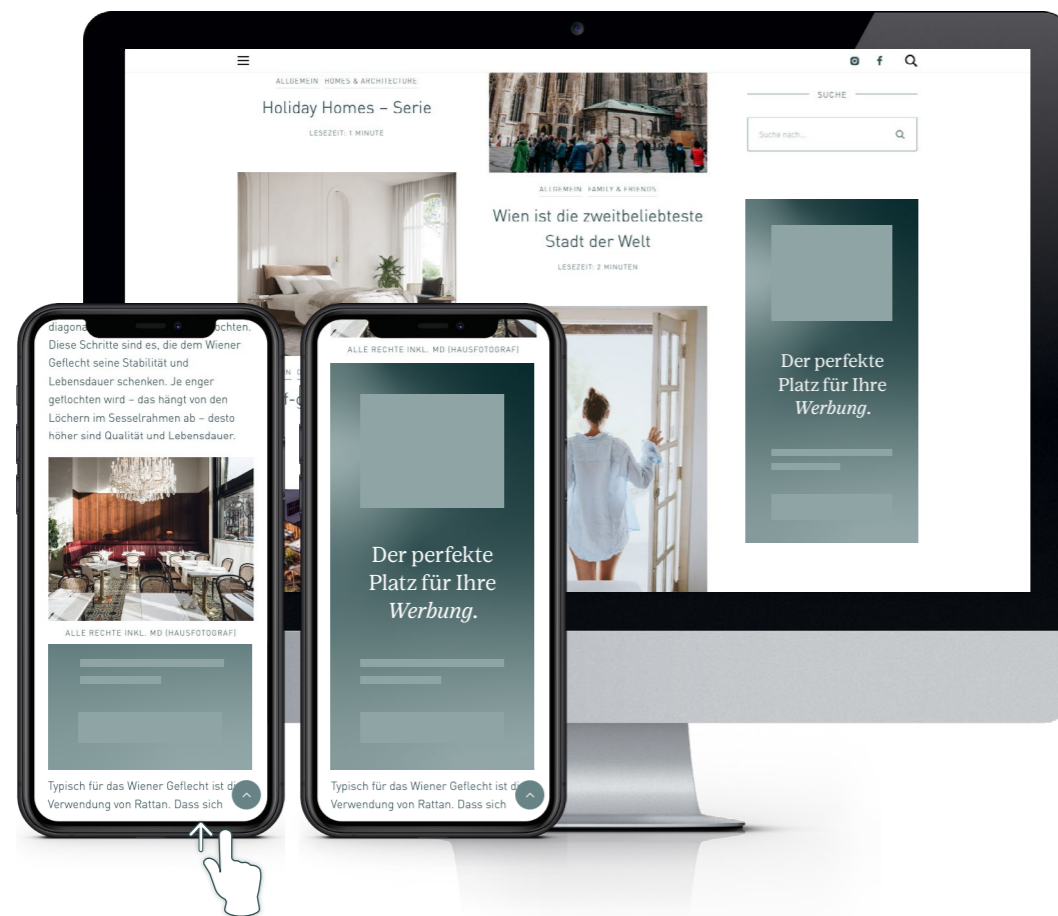 ALLGEMEIN HOMES & ARCHITECTURE
Holiday Homes – Serie
LESEZEIT: 1 MINUTE
ALLGEMEIN FAMILY & FRIENDS
Wien ist die zweitbeliebteste
Stadt der Welt
LESEZEIT: 2 MINUTEN
SUCHE
Suche nach...
Der perfekte
Platz für Ihre
Werbung.
Diese Schritte sind es, die dem Wiener
Geflecht seine Stabilität und
Lebensdauer schenken. Je enger
geflochten wird – das hängt von den
Löchern im Sesselrahmen ab – desto
höher sind Qualität und Lebensdauer.
ALLE RECHTE INKL. MD (HAUSFOTOGRAF)
Typisch für das Wiener Geflecht ist
Verwendung von Rattan. Dass sich
ALLE RECHTE INKL. MD (HAUSFOTOGRAF)
Der perfekte
Platz für Ihre
Werbung.
Typisch für das Wiener Geflecht ist
Verwendung von Rattan. Dass sich